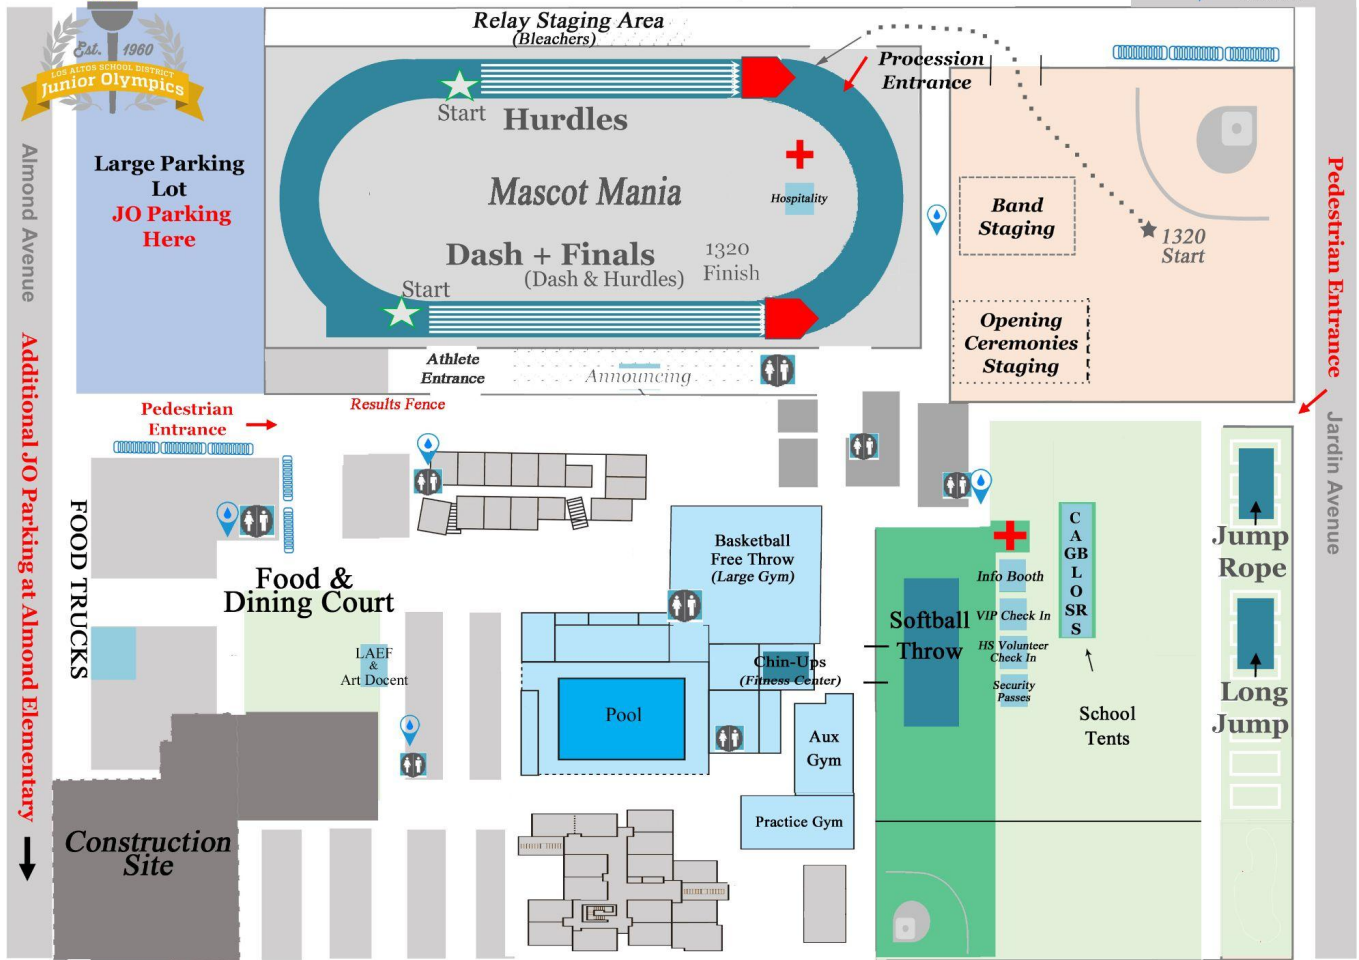 Est. 1960
LOS ALTOS SCHOOL DISTRICT
Junior Olympics
Relay Staging Area
(Bleachers)
Procession
Entrance
Start
Hurdles
Almond Avenue
Large Parking
Lot
JO Parking
Here
Mascot Mania
Hospitality
Band
Staging
1320
Start
Pedestrian Entrance
Dash + Finals
(Dash & Hurdles)
1320
Finish
Start
Opening
Ceremonies
Staging
Athlete
Entrance
Announcing
Results Fence
Pedestrian
Entrance
Additional JO Parking at Almond Elementary
Jardin Avenue
FOOD TRUCKS
Food &
Dining Court
LAEF
&
Art Docent
Basketball
Free Throw
(Large Gym)
Chin-Ups
(Fitness Center)
Pool
Aux
Gym
Practice Gym
Softball
Throw
Info Booth
VIP Check In
HS Volunteer
Check In
Security
Passes
C
A
GB
L
O
SR
S
School
Tents
Jump
Rope
Long
Jump
Construction
Site